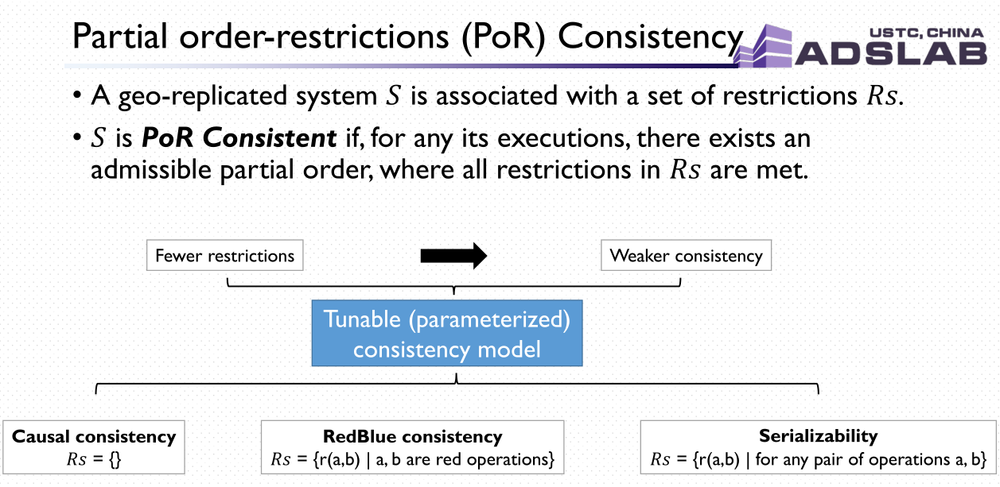 Partial order-restrictions (PoR) Consistency
USTC, CHINA
ADSLAB
• A geo-replicated system S is associated with a set of restrictions Rs.
• S is PoR Consistent if, for any its executions, there exists an
admissible partial order, where all restrictions in Rs are met.
Fewer restrictions
Weaker consistency
Tunable (parameterized)
consistency model
Causal consistency
Rs = {}
RedBlue consistency
Rs = {r(a,b) | a, b are red operations}
Serializability
Rs = {r(a,b) | for any pair of operations a, b}